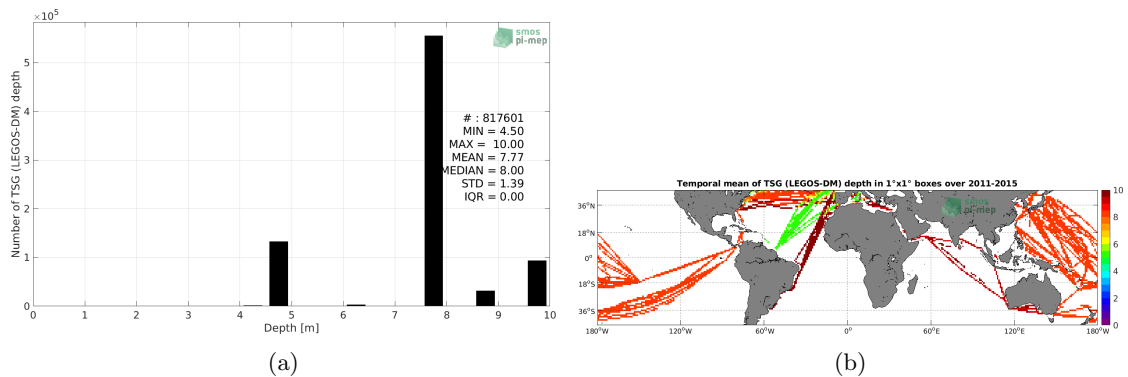 ×10⁵
smos
pi-mep
Number of TSG (LEGOS-DM) depth
5
4
3
2
1
0
# : 817601
MIN = 4.50
MAX = 10.00
MEAN = 7.77
MEDIAN = 8.00
STD = 1.39
IQR = 0.00
0 1 2 3 4 5 6 7 8 9 10
Depth [m]
(a)
Temporal mean of TSG (LEGOS-DM) depth in 1°x1° boxes over 2011-2015
smos
pi-mep
36°N
18°N
0°
18°S
36°S
180°W 120°W 60°W 0° 60°E 120°E 180°W
10
8
6
4
2
0
(b)